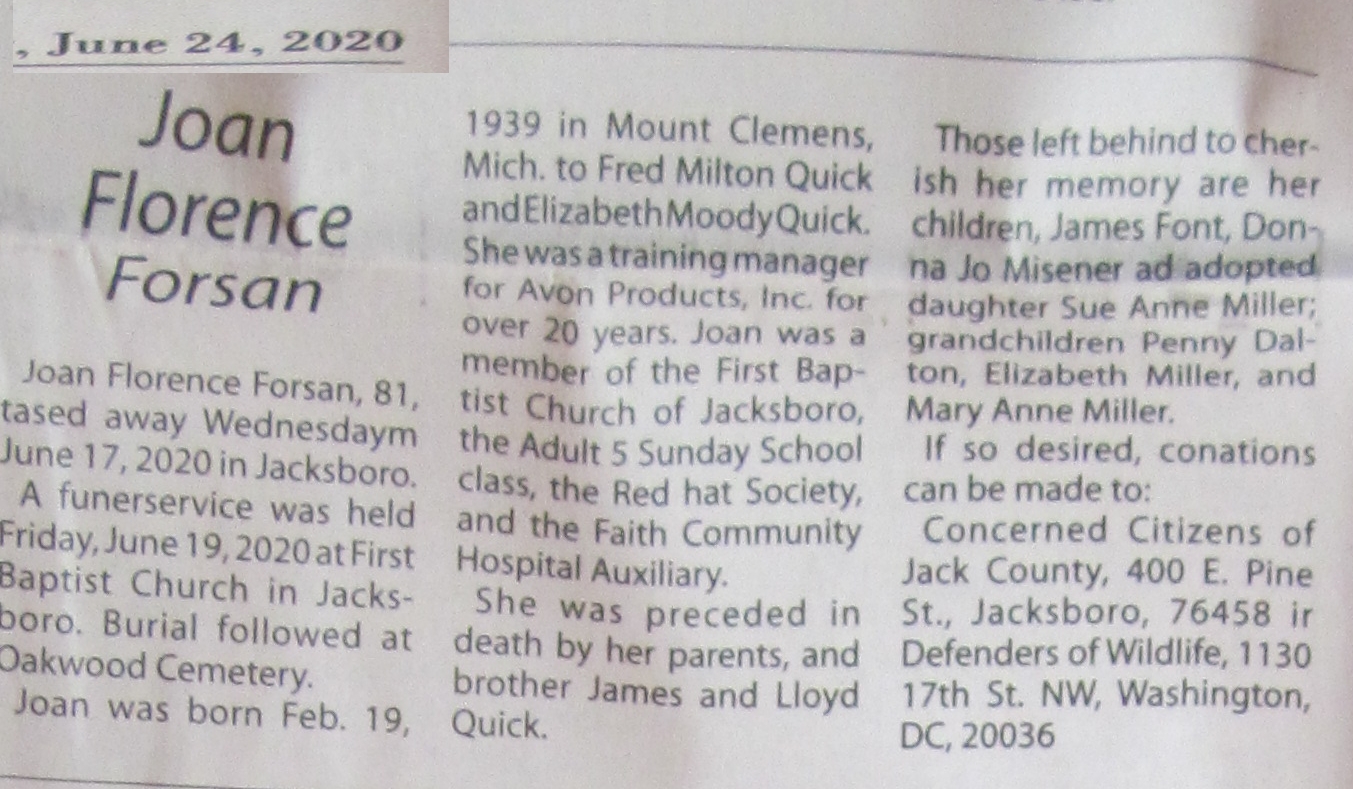 , June 24, 2020
Joan
Florence
Forsan
Joan Florence Forsan, 81,
tased away Wednesdaym
June 17, 2020 in Jacksboro.
A funerservice was held
Friday, June 19, 2020 at First
Baptist Church in Jacks-
boro. Burial followed at
Oakwood Cemetery.
Joan was born Feb. 19,
1939 in Mount Clemens,
Mich. to Fred Milton Quick
and Elizabeth Moody Quick.
She was a training manager
for Avon Products, Inc. for
over 20 years. Joan was a
member of the First Bap-
tist Church of Jacksboro,
the Adult 5 Sunday School
class, the Red hat Society,
and the Faith Community
Hospital Auxiliary.
She was preceded in
death by her parents, and
brother James and Lloyd
Quick.
Those left behind to cher-
ish her memory are her
children, James Font, Don-
na Jo Misener ad adopted
daughter Sue Anne Miller;
grandchildren Penny Dal-
ton, Elizabeth Miller, and
Mary Anne Miller.
If so desired, conations
can be made to:
Concerned Citizens of
Jack County, 400 E. Pine
St., Jacksboro, 76458 ir
Defenders of Wildlife, 1130
17th St. NW, Washington,
DC, 20036